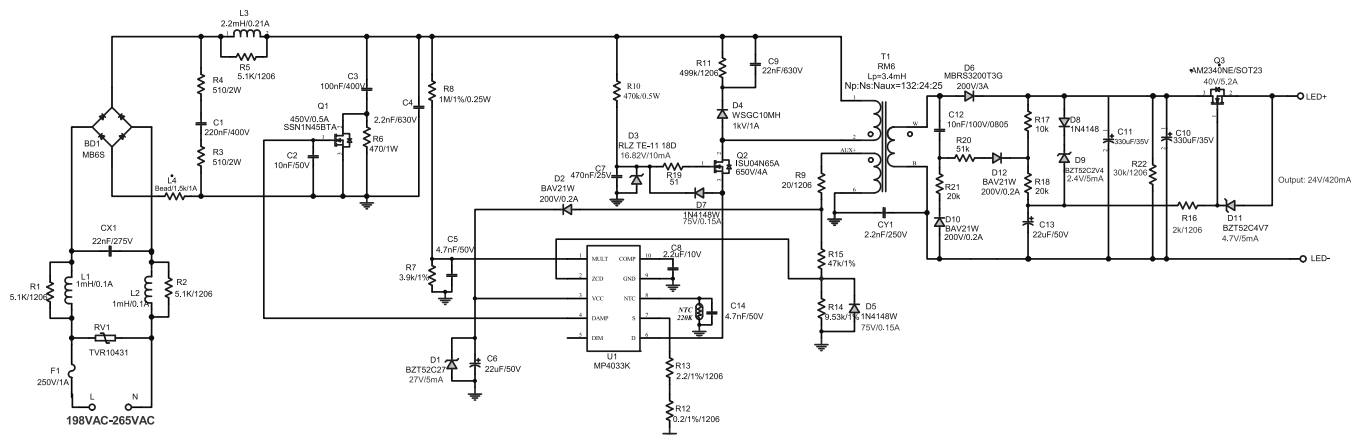 L3
2.2mH/0.21A
R5
5.1K/1206
R4
510/2W
C1
220nF/400V
R3
510/2W
BD1
MB6S
L4
Bead/1.5k/1A
CX1
22nF/275V
R1
5.1K/1206
L1
1mH/0.1A
L2
1mH/0.1A
R2
5.1K/1206
RV1
TVR10431
F1
250V/1A
L
N
198VAC-265VAC
C3
100nF/400V
Q1
450V/0.5A
SSN1N45BTA
C2
10nF/50V
R6
470/1W
C4
2.2nF/630V
R8
1M/1%/0.25W
R10
470k/0.5W
R11
499k/1206
C9
22nF/630V
D4
WSGC10MH
1kV/1A
D3
RLZ TE-11 18D
16.82V/10mA
C7
470nF/25V
R19
51
Q2
ISU04N65A
650V/4A
D7
1N4148W
75V/0.15A
D2
BAV21W
200V/0.2A
R9
20/1206
C5
4.7nF/50V
R7
3.9k/1%
1 MULT
2 ZCD
3 VCC
4 DAMP
5 DIM
COMP 10
GND 9
NTC 8
S 7
D 6
U1
MP4033K
C8
2.2uF/10V
NTC
220K
C14
4.7nF/50V
D1
BZT52C27
27V/5mA
C6
22uF/50V
R13
2.2/1%/1206
R12
0.2/1%/1206
R15
47k/1%
R14
9.53k/1%
D5
1N4148W
75V/0.15A
T1
RM6
Lp=3.4mH
Np:Ns:Naux=132:24:25
1
2
AUX+
6
W
B
CY1
2.2nF/250V
D6
MBRS3200T3G
200V/3A
C12
10nF/100V/0805
R20
51k
D12
BAV21W
200V/0.2A
R21
20k
D10
BAV21W
200V/0.2A
R17
10k
R18
20k
C13
22uF/50V
D8
1N4148
D9
BZT52C2V4
2.4V/5mA
C11
330uF/35V
C10
330uF/35V
R22
30k/1206
Q3
AM2340NE/SOT23
40V/5.2A
R16
2k/1206
D11
BZT52C4V7
4.7V/5mA
LED+
Output: 24V/420mA
LED-